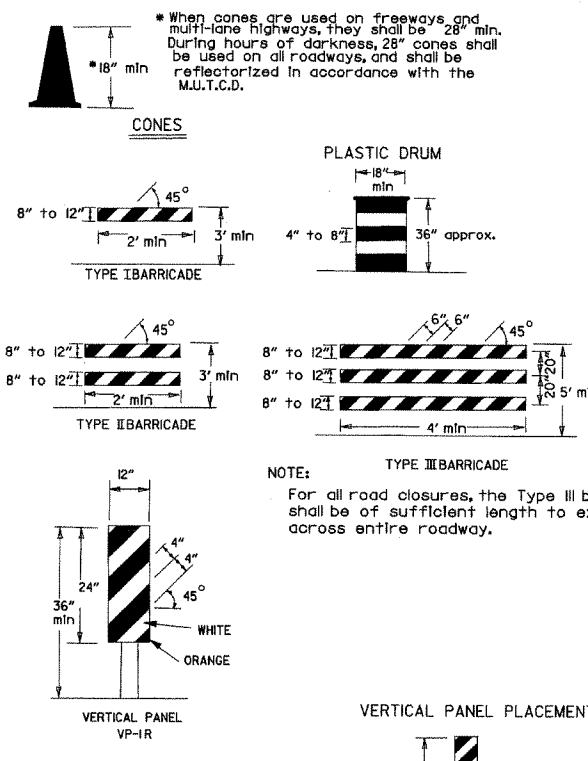 * When cones are used on freeways and
multi-lane highways, they shall be 28" min.
During hours of darkness, 28" cones shall
be used on all roadways, and shall be
reflectorized in accordance with the
M.U.T.C.D.
*18" min
CONES
PLASTIC DRUM
18"
min
4" to 8"
36" approx.
45°
8" to 12"
2' min
3' min
TYPE I BARRICADE
45°
8" to 12"
8" to 12"
2' min
3' min
TYPE II BARRICADE
6" 6"
45°
8" to 12"
8" to 12"
8" to 12"
20" 20"
5' mi
4' min
TYPE III BARRICADE
NOTE:
For all road closures, the Type III b
shall be of sufficient length to e
across entire roadway.
12"
4"
4"
45°
24"
36"
min
WHITE
ORANGE
VERTICAL PANEL
VP-1R
VERTICAL PANEL PLACEMENT